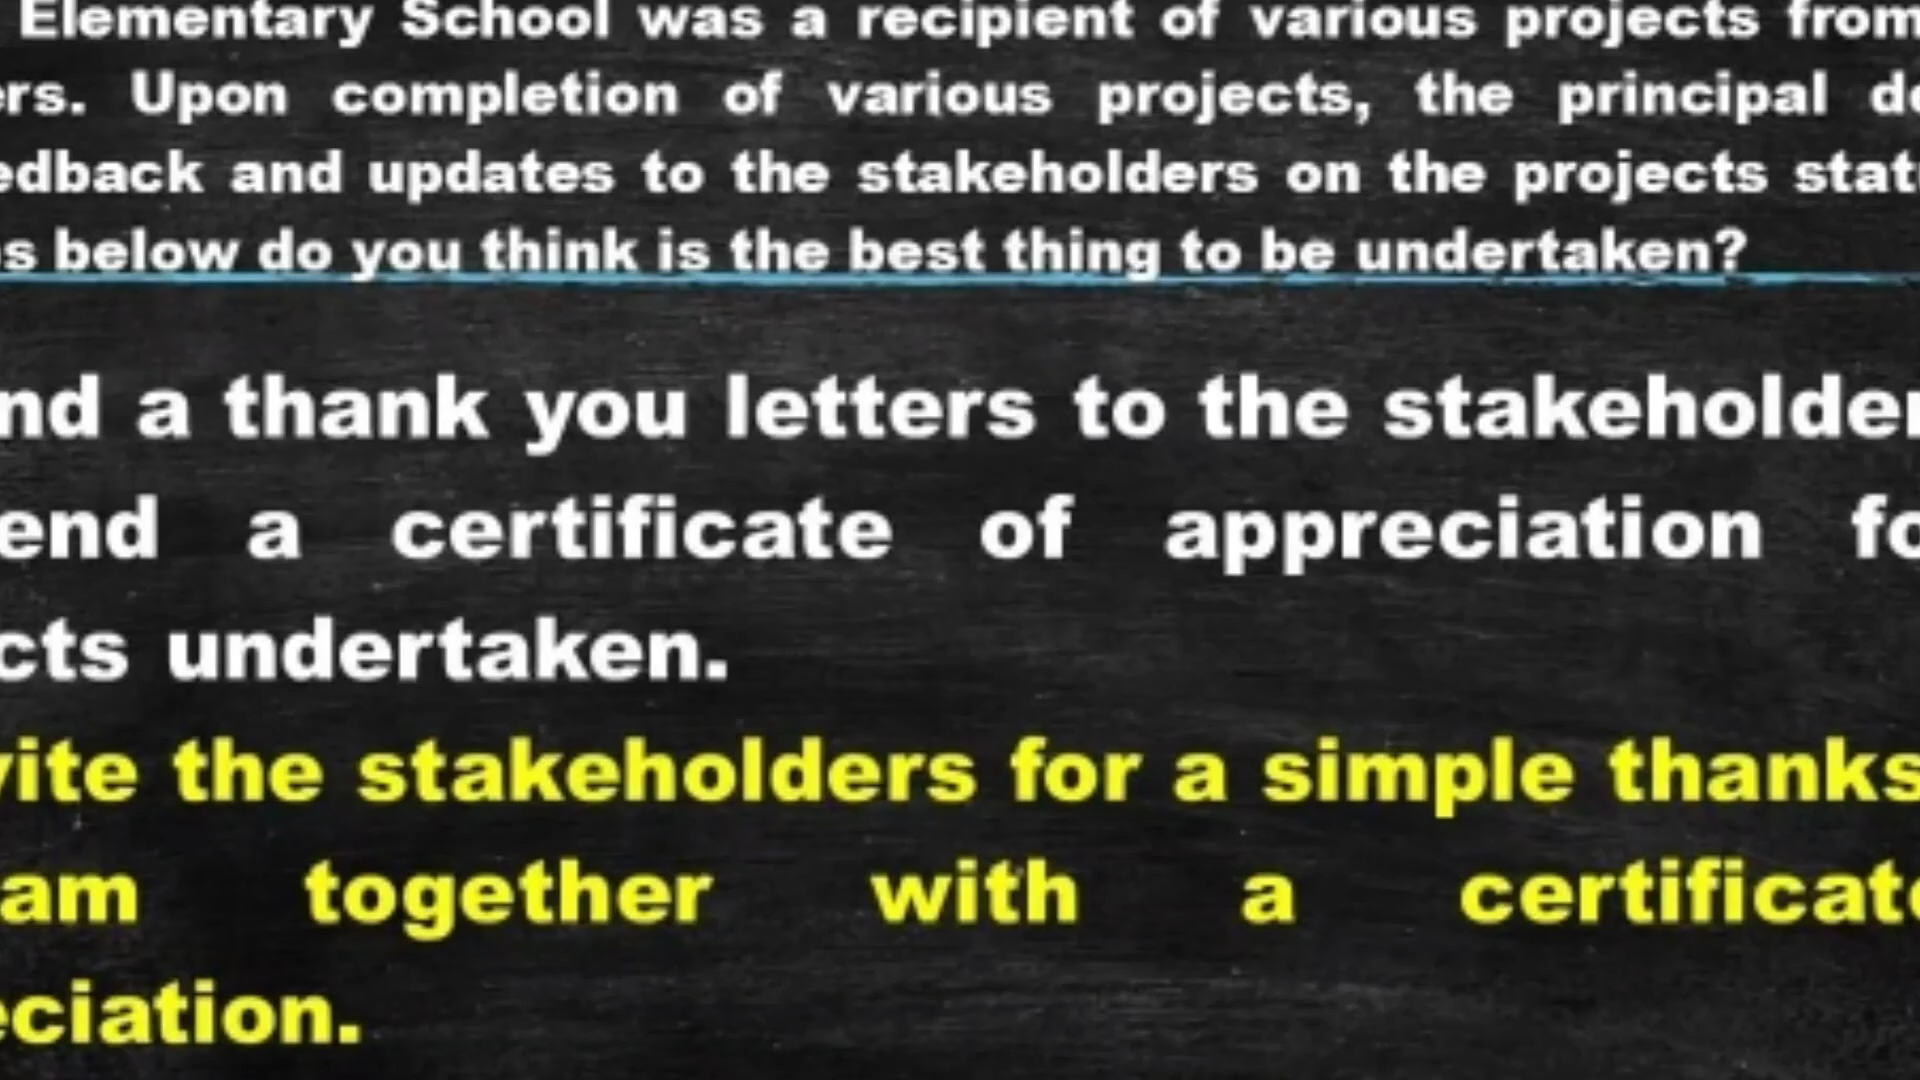 Elementary School was a recipient of various projects from
ers. Upon completion of various projects, the principal de
edback and updates to the stakeholders on the projects stat
s below do you think is the best thing to be undertaken?
nd a thank you letters to the stakeholder
end a certificate of appreciation fo
cts undertaken.
vite the stakeholders for a simple thanks
am together with a certificate
eciation.